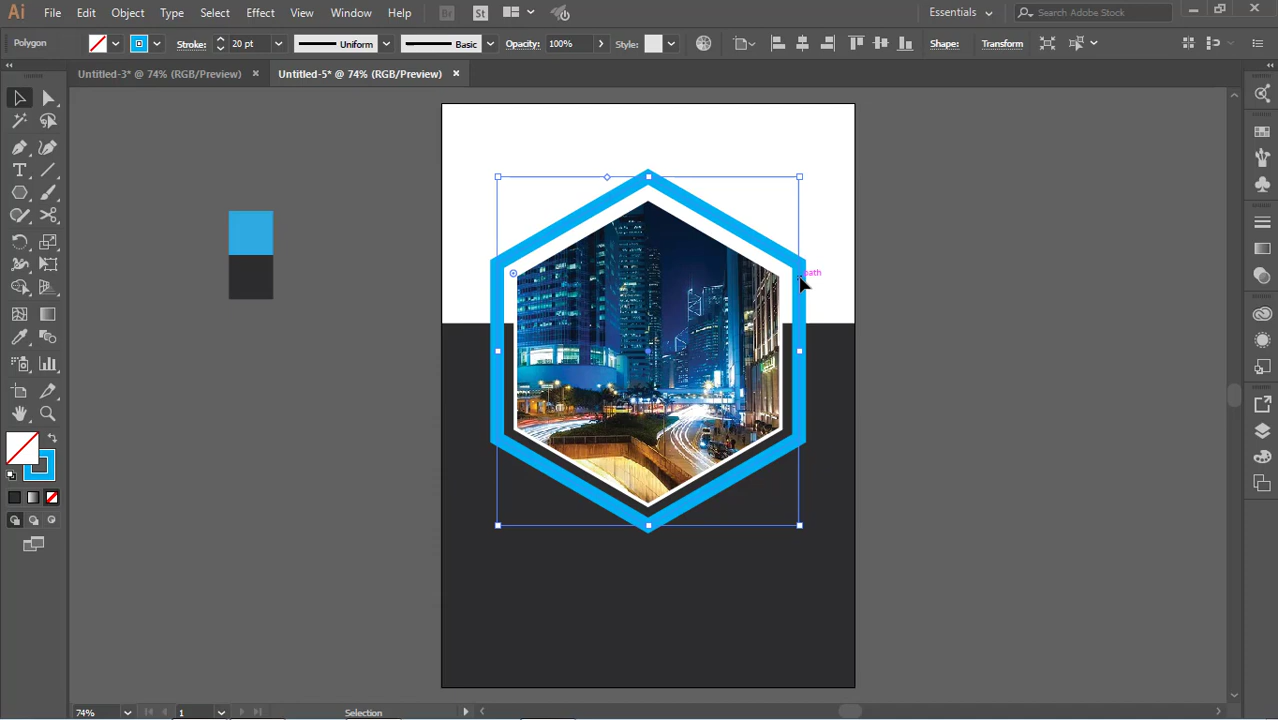 Ai File Edit Object Type Select Effect View Window Help Br St Essentials Search Adobe Stock
Polygon Stroke: 20 pt Uniform Basic Opacity: 100% Style: Shape: Transform
Untitled-3* @ 74% (RGB/Preview) × Untitled-5* @ 74% (RGB/Preview) ×
path
74% 1 Selection